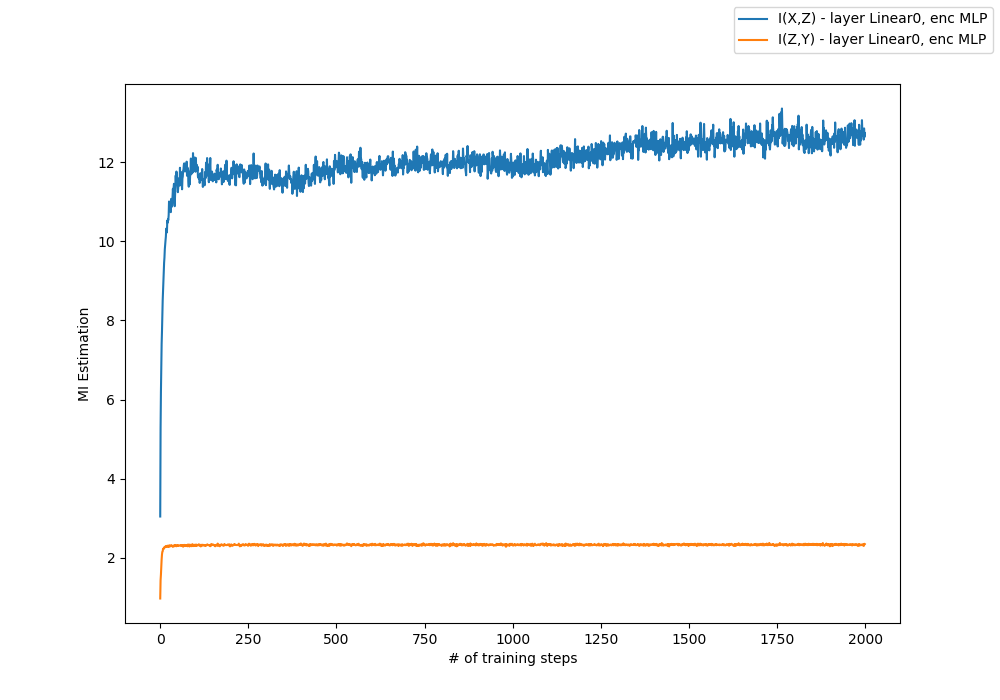 I(X,Z) - layer Linear0, enc MLP
I(Z,Y) - layer Linear0, enc MLP
12
10
8
6
4
2
MI Estimation
0 250 500 750 1000 1250 1500 1750 2000
# of training steps